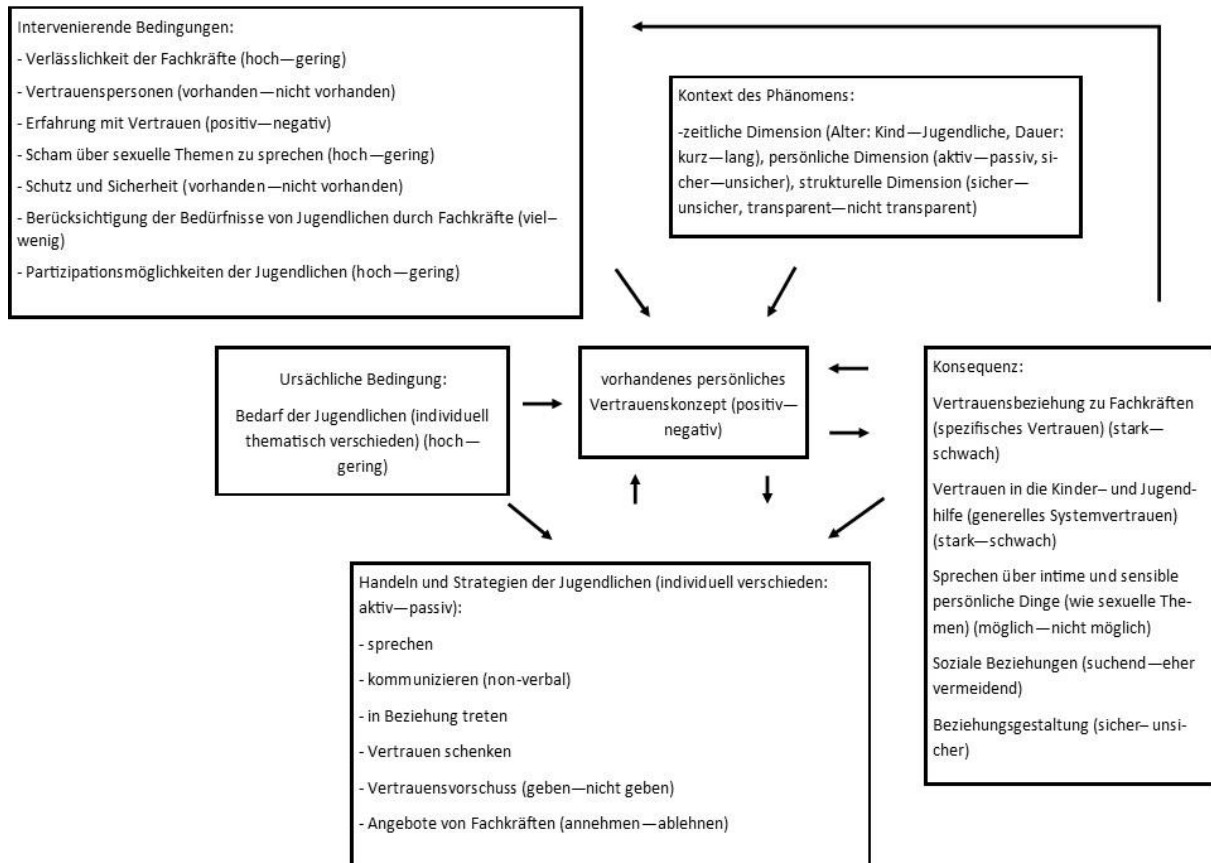 Intervenierende Bedingungen:
- Verlässlichkeit der Fachkräfte (hoch—gering)
- Vertrauenspersonen (vorhanden—nicht vorhanden)
- Erfahrung mit Vertrauen (positiv—negativ)
- Scham über sexuelle Themen zu sprechen (hoch—gering)
- Schutz und Sicherheit (vorhanden—nicht vorhanden)
- Berücksichtigung der Bedürfnisse von Jugendlichen durch Fachkräfte (viel–
wenig)
- Partizipationsmöglichkeiten der Jugendlichen (hoch—gering)
Kontext des Phänomens:
-zeitliche Dimension (Alter: Kind—Jugendliche, Dauer:
kurz—lang), persönliche Dimension (aktiv—passiv, si-
cher—unsicher), strukturelle Dimension (sicher—
unsicher, transparent—nicht transparent)
Ursächliche Bedingung:
Bedarf der Jugendlichen (individuell
thematisch verschieden) (hoch—
gering)
vorhandenes persönliches
Vertrauenskonzept (positiv—
negativ)
Konsequenz:
Vertrauensbeziehung zu Fachkräften
(spezifisches Vertrauen) (stark—
schwach)
Vertrauen in die Kinder– und Jugend-
hilfe (generelles Systemvertrauen)
(stark—schwach)
Sprechen über intime und sensible
persönliche Dinge (wie sexuelle The-
men) (möglich—nicht möglich)
Soziale Beziehungen (suchend—eher
vermeidend)
Beziehungsgestaltung (sicher– unsi-
cher)
Handeln und Strategien der Jugendlichen (individuell verschieden:
aktiv—passiv):
- sprechen
- kommunizieren (non-verbal)
- in Beziehung treten
- Vertrauen schenken
- Vertrauensvorschuss (geben—nicht geben)
- Angebote von Fachkräften (annehmen—ablehnen)